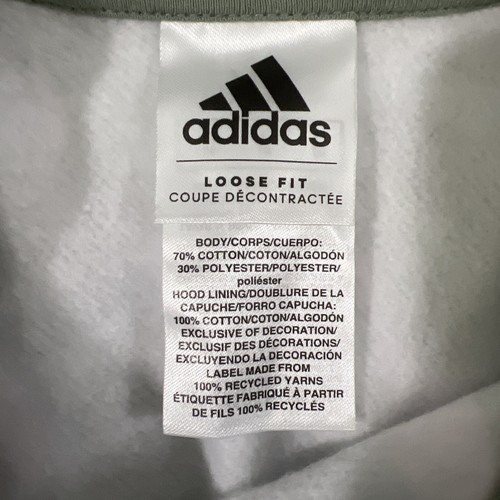 adidas
LOOSE FIT
COUPE DÉCONTRACTÉE
BODY/CORPS/CUERPO:
70% COTTON/COTON/ALGODÓN
30% POLYESTER/POLYESTER/
poliéster
HOOD LINING/DOUBLURE DE LA
CAPUCHE/FORRO CAPUCHA:
100% COTTON/COTON/ALGODÓN
EXCLUSIVE OF DECORATION/
EXCLUSIF DES DÉCORATIONS/
EXCLUYENDO LA DECORACIÓN
LABEL MADE FROM
100% RECYCLED YARNS
ÉTIQUETTE FABRIQUÉ À PARTIR
DE FILS 100% RECYCLÉS